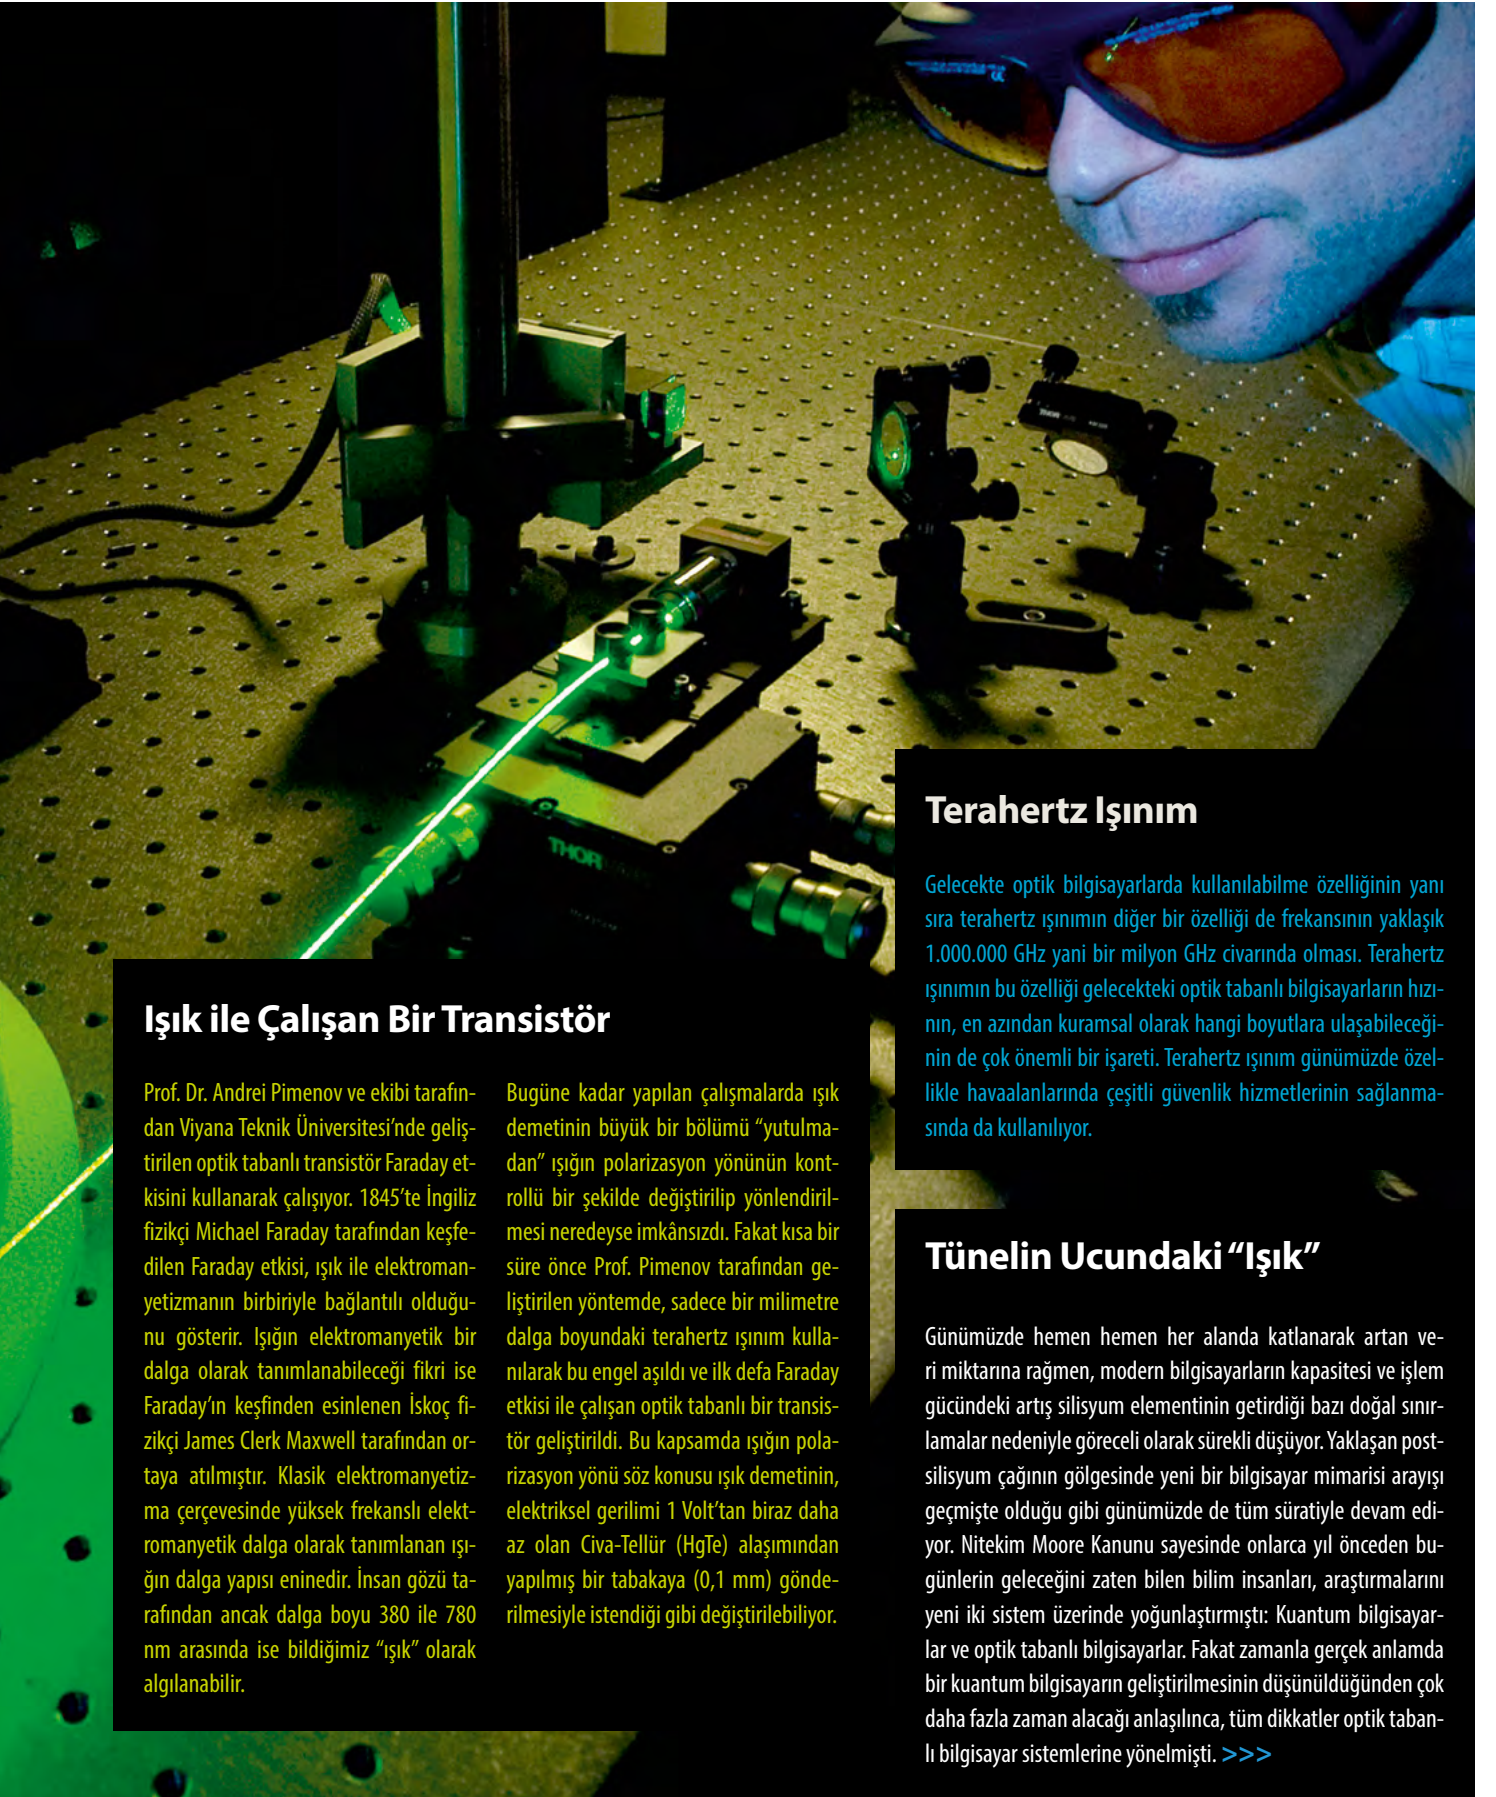 THOR
Terahertz Işınım
Gelecekte optik bilgisayarlarda kullanılabilme özelliğinin yanı
sıra terahertz ışınımın diğer bir özelliği de frekansının yaklaşık
1.000.000 GHz yani bir milyon GHz civarında olması. Terahertz
ışınımın bu özelliği gelecekteki optik tabanlı bilgisayarların hızı-
nın, en azından kuramsal olarak hangi boyutlara ulaşabileceği-
nin de çok önemli bir işareti. Terahertz ışınım günümüzde özel-
likle havaalanlarında çeşitli güvenlik hizmetlerinin sağlanma-
sında da kullanılıyor.
Işık ile Çalışan Bir Transistör
Prof. Dr. Andrei Pimenov ve ekibi tarafın-
dan Viyana Teknik Üniversitesi’nde geliş-
tirilen optik tabanlı transistör Faraday et-
kisini kullanarak çalışıyor. 1845’te İngiliz
fizikçi Michael Faraday tarafından keşfe-
dilen Faraday etkisi, ışık ile elektroman-
yetizmanın birbiriyle bağlantılı olduğu-
nu gösterir. Işığın elektromanyetik bir
dalga olarak tanımlanabileceği fikri ise
Faraday’ın keşfinden esinlenen İskoç fi-
zikçi James Clerk Maxwell tarafından or-
taya atılmıştır. Klasik elektromanyetiz-
ma çerçevesinde yüksek frekanslı elekt-
romanyetik dalga olarak tanımlanan ışı-
ğın dalga yapısı eninedir. İnsan gözü ta-
rafından ancak dalga boyu 380 ile 780
nm arasında ise bildiğimiz “ışık” olarak
algılanabilir.
Bugüne kadar yapılan çalışmalarda ışık
demetinin büyük bir bölümü “yutulma-
dan” ışığın polarizasyon yönünün kont-
rollü bir şekilde değiştirilip yönlendiril-
mesi neredeyse imkânsızdı. Fakat kısa bir
süre önce Prof. Pimenov tarafından ge-
liştirilen yöntemde, sadece bir milimetre
dalga boyundaki terahertz ışınım kulla-
nılarak bu engel aşıldı ve ilk defa Faraday
etkisi ile çalışan optik tabanlı bir transis-
tör geliştirildi. Bu kapsamda ışığın pola-
rizasyon yönü söz konusu ışık demetinin,
elektriksel gerilimi 1 Volt’tan biraz daha
az olan Civa-Tellür (HgTe) alaşımından
yapılmış bir tabakaya (0,1 mm) gönde-
rilmesiyle istendiği gibi değiştirilebiliyor.
Tünelin Ucundaki “Işık”
Günümüzde hemen hemen her alanda katlanarak artan ve-
ri miktarına rağmen, modern bilgisayarların kapasitesi ve işlem
gücündeki artış silisyum elementinin getirdiği bazı doğal sınır-
lamalar nedeniyle göreceli olarak sürekli düşüyor. Yaklaşan post-
silisyum çağının gölgesinde yeni bir bilgisayar mimarisi arayışı
geçmişte olduğu gibi günümüzde de tüm süratiyle devam edi-
yor. Nitekim Moore Kanunu sayesinde onlarca yıl önceden bu-
günlerin geleceğini zaten bilen bilim insanları, araştırmalarını
yeni iki sistem üzerinde yoğunlaştırmıştı: Kuantum bilgisayar-
lar ve optik tabanlı bilgisayarlar. Fakat zamanla gerçek anlamda
bir kuantum bilgisayarın geliştirilmesinin düşünüldüğünden çok
daha fazla zaman alacağı anlaşılınca, tüm dikkatler optik taban-
lı bilgisayar sistemlerine yönelmişti. >>>